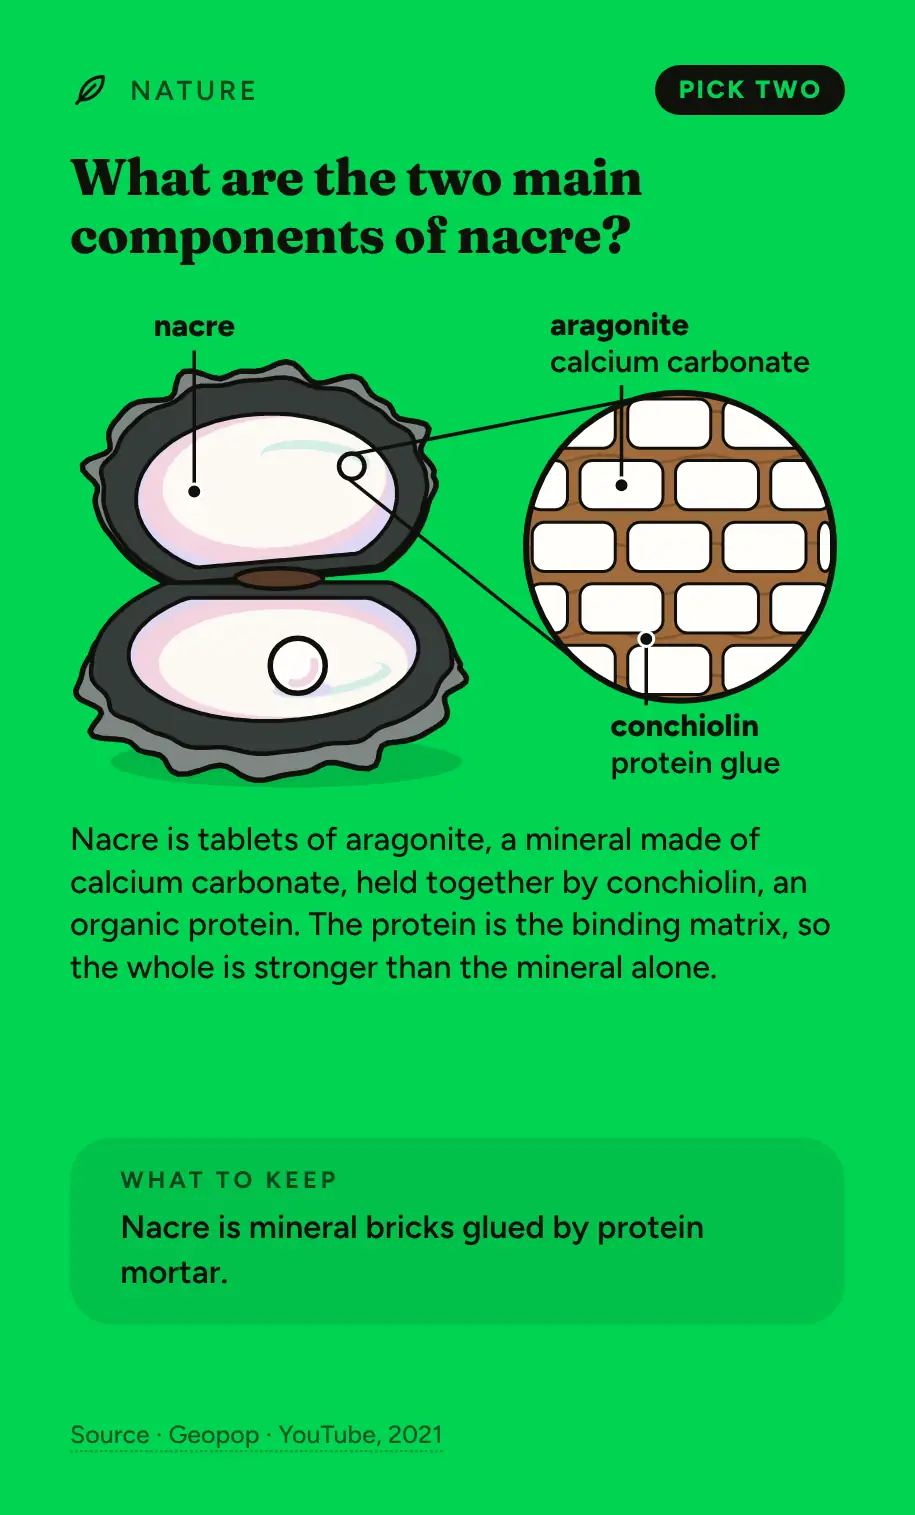 NATURE
PICK TWO
What are the two main
components of nacre?
nacre
aragonite
calcium carbonate
conchiolin
protein glue
Nacre is tablets of aragonite, a mineral made of
calcium carbonate, held together by conchiolin, an
organic protein. The protein is the binding matrix, so
the whole is stronger than the mineral alone.
WHAT TO KEEP
Nacre is mineral bricks glued by protein
mortar.
Source · Geopop · YouTube, 2021